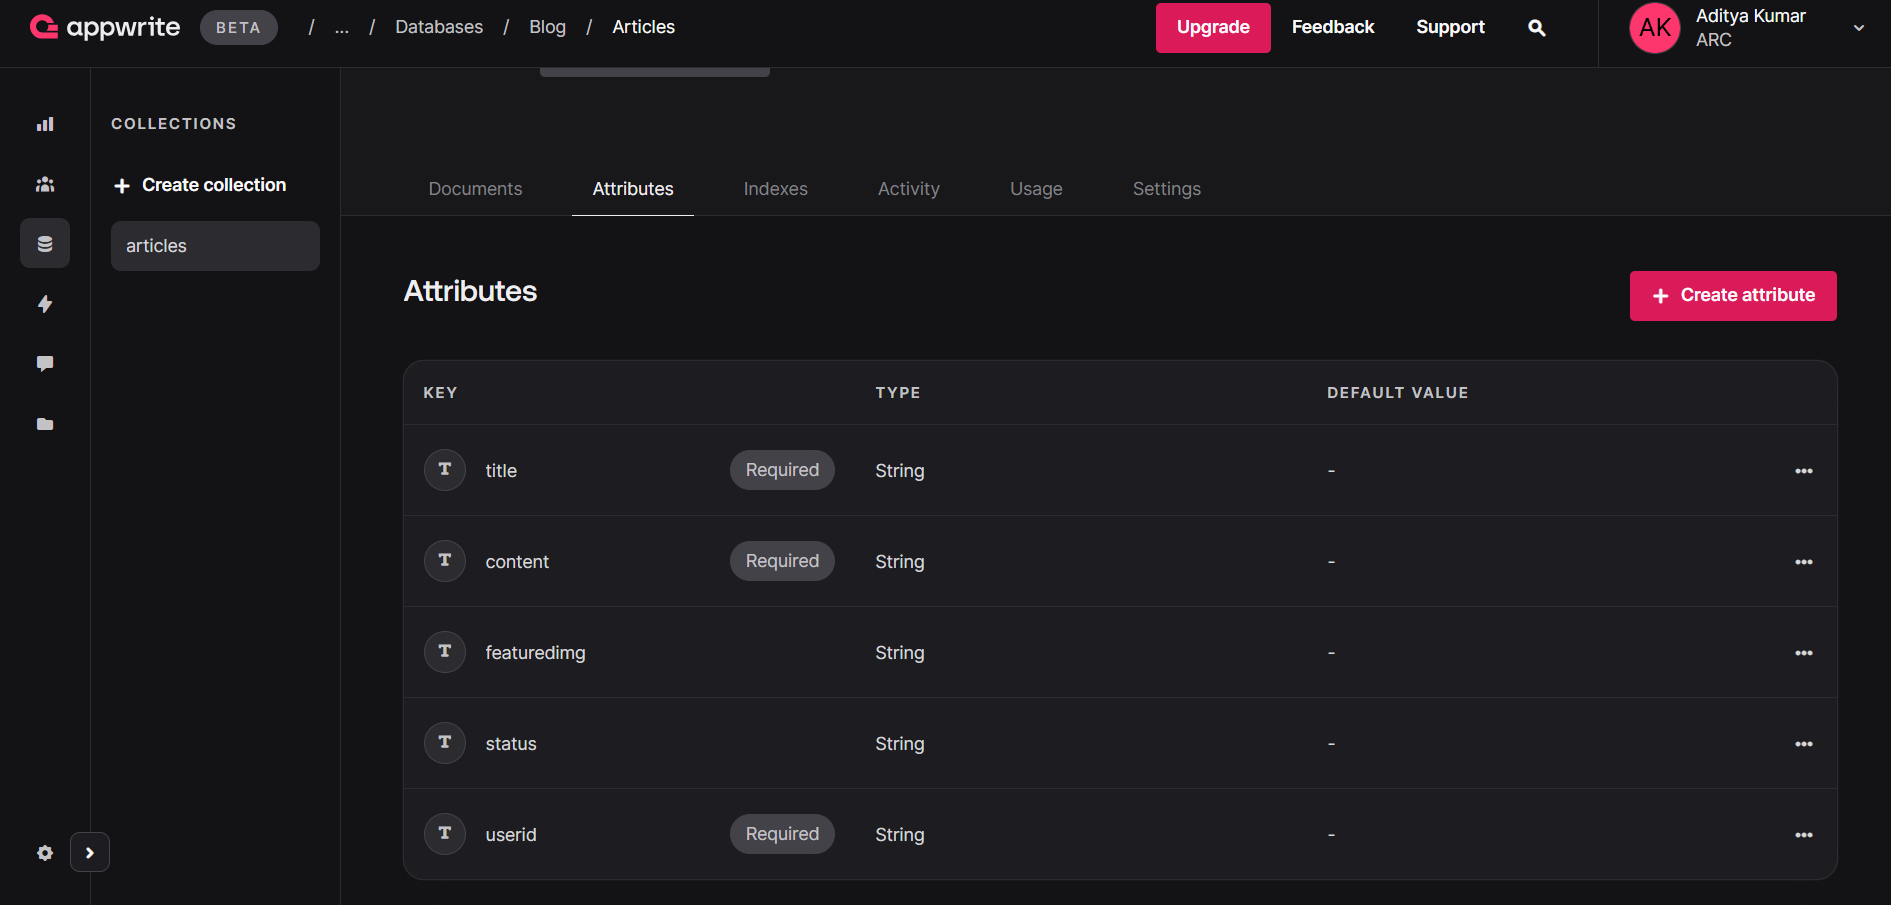 appwrite BETA / ... / Databases / Blog / Articles Upgrade Feedback Support AK Aditya Kumar
ARC
COLLECTIONS
+ Create collection
articles
Documents Attributes Indexes Activity Usage Settings
Attributes
+ Create attribute
KEY TYPE DEFAULT VALUE
T title Required String -
T content Required String -
T featuredimg String -
T status String -
T userid Required String -